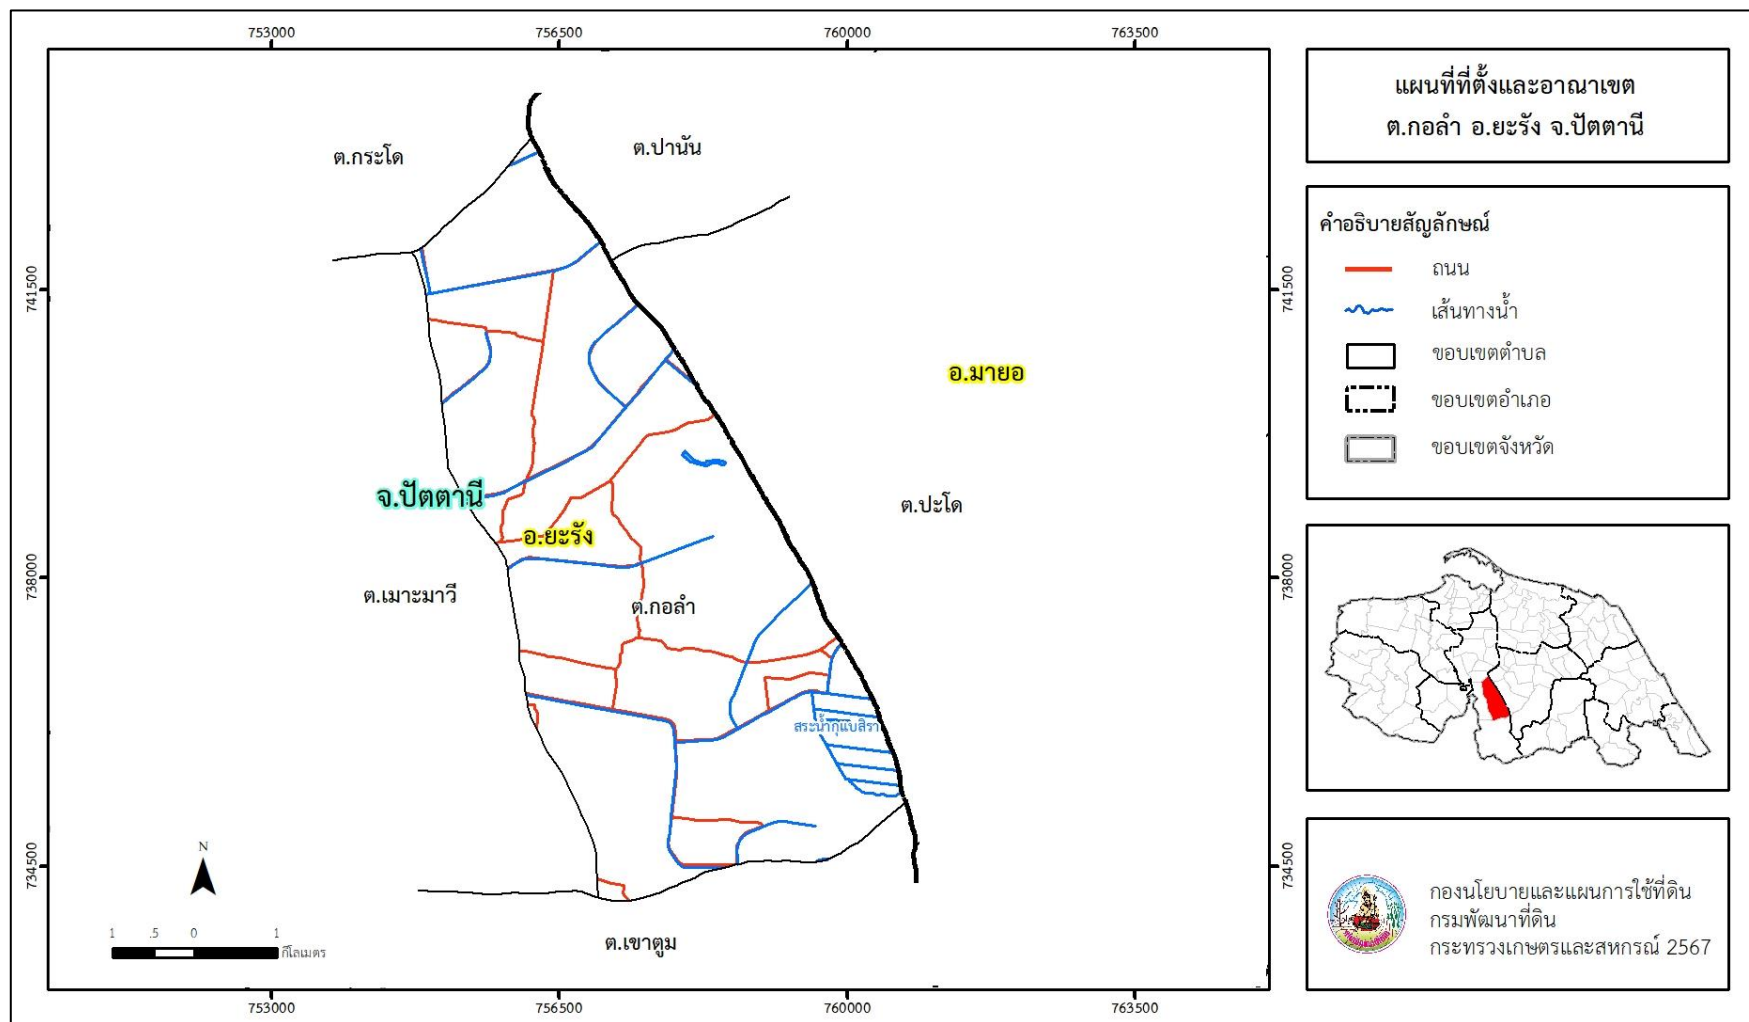 753000
756500
760000
763500
แผนที่ที่ตั้งและอาณาเขต
ต.กอลำ อ.ยะรัง จ.ปัตตานี
ต.กระโด
ต.ปานัน
คำอธิบายสัญลักษณ์
ถนน
เส้นทางน้ำ
ขอบเขตตำบล
ขอบเขตอำเภอ
ขอบเขตจังหวัด
741500
741500
อ.มายอ
จ.ปัตตานี
ต.ปะโด
อ.ยะรัง
738000
738000
ต.เมาะมาวี
ต.กอลำ
สระน้ำกูแบสิรา
734500
734500
N
1 .5 0 1
กิโลเมตร
ต.เขาตูม
กองนโยบายและแผนการใช้ที่ดิน
กรมพัฒนาที่ดิน
กระทรวงเกษตรและสหกรณ์ 2567
753000
756500
760000
763500